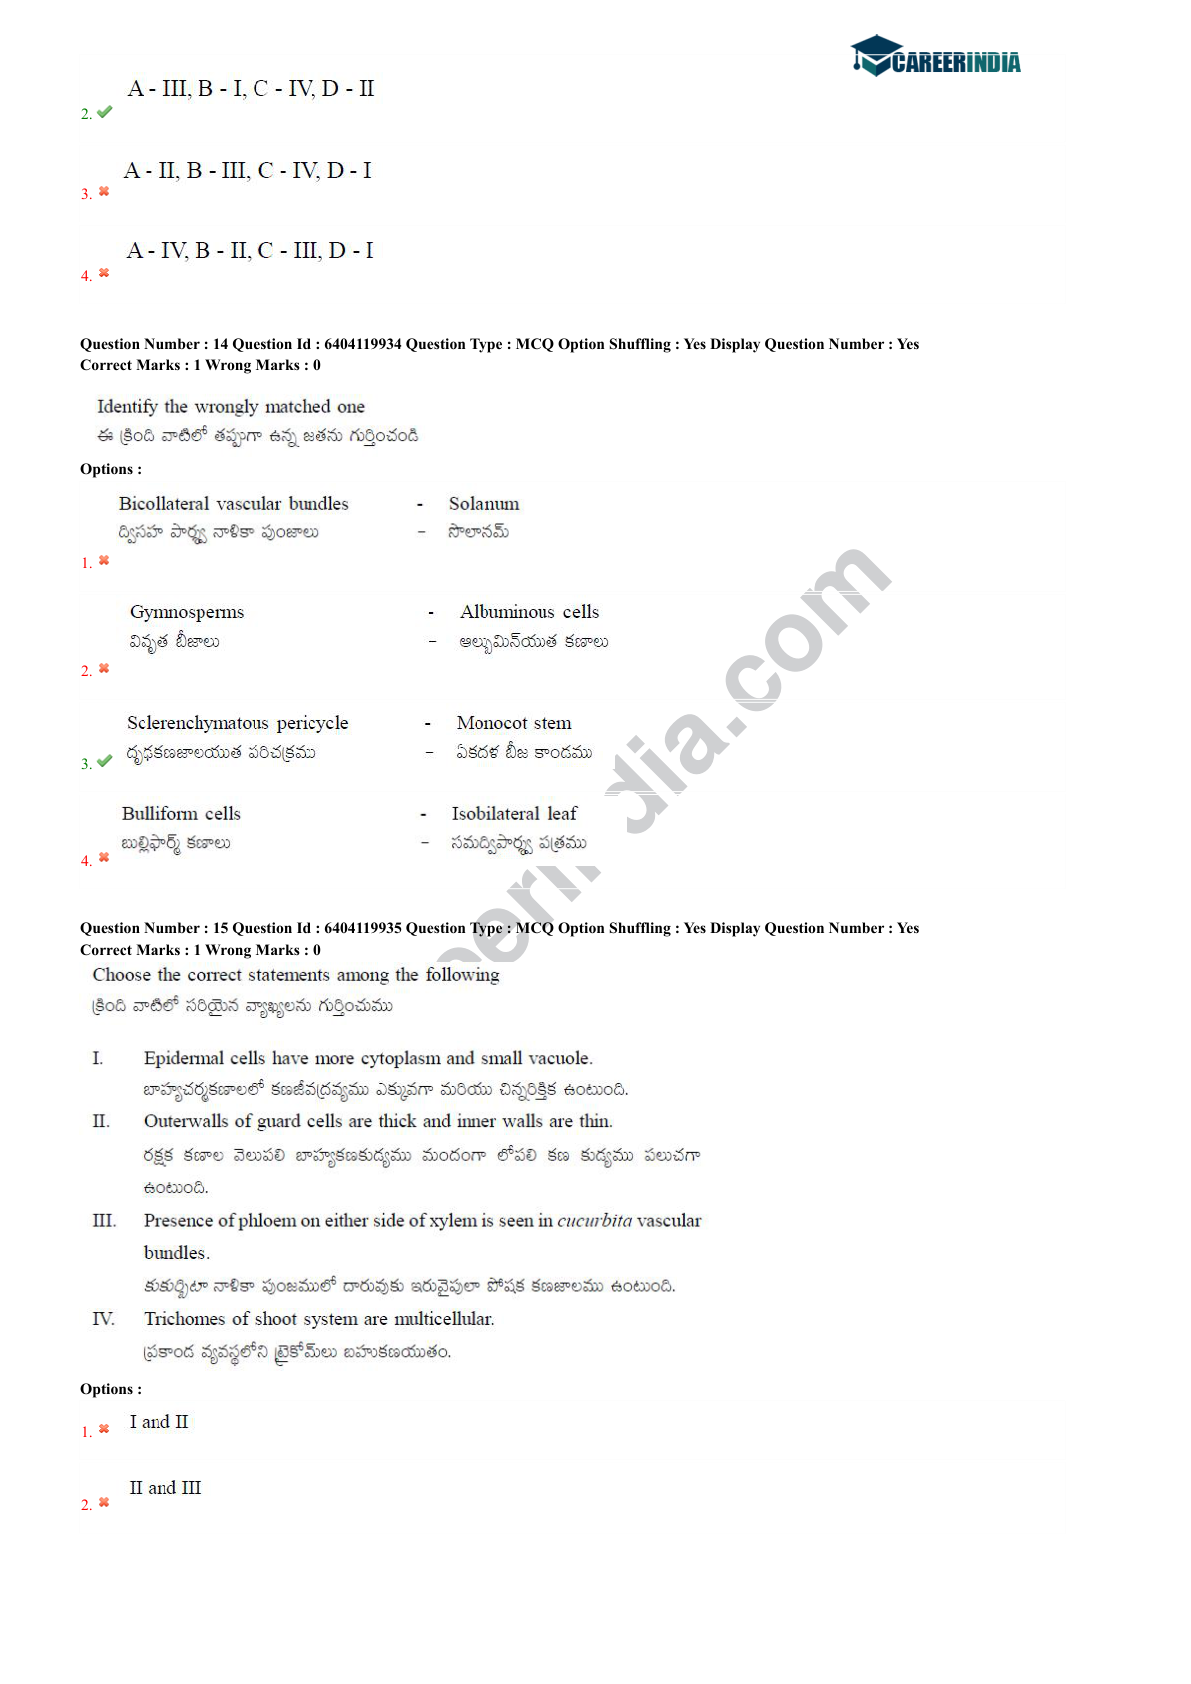 CAREERINDIA
A - III, B - I, C - IV, D - II
2.
A - II, B - III, C - IV, D - I
3.
A - IV, B - II, C - III, D - I
4.
Question Number : 14 Question Id : 6404119934 Question Type : MCQ Option Shuffling : Yes Display Question Number : Yes
Correct Marks : 1 Wrong Marks : 0
Identify the wrongly matched one
ఈ క్రింది వాటిలో తప్పుగా ఉన్న జతను గుర్తించండి
Options :
Bicollateral vascular bundles - Solanum
ద్విసహ పార్శ్వ నాళికా పుంజాలు – సొలానమ్
1.
Gymnosperms - Albuminous cells
వివృత బీజాలు – ఆల్బుమిన్‌యుత కణాలు
2.
Sclerenchymatous pericycle - Monocot stem
దృఢకణజాలయుత పరిచక్రము – ఏకదళ బీజ కాండము
3.
Bulliform cells - Isobilateral leaf
బుల్లిఫార్మ్ కణాలు – సమద్విపార్శ్వ పత్రము
4.
Question Number : 15 Question Id : 6404119935 Question Type : MCQ Option Shuffling : Yes Display Question Number : Yes
Correct Marks : 1 Wrong Marks : 0
Choose the correct statements among the following
క్రింది వాటిలో సరియైన వ్యాఖ్యలను గుర్తించుము
I. Epidermal cells have more cytoplasm and small vacuole.
బాహ్యచర్మకణాలలో కణజీవద్రవ్యము ఎక్కువగా మరియు చిన్నరిక్తిక ఉంటుంది.
II. Outerwalls of guard cells are thick and inner walls are thin.
రక్షక కణాల వెలుపలి బాహ్యకణకుడ్యము మందంగా లోపలి కణ కుడ్యము పలుచగా
ఉంటుంది.
III. Presence of phloem on either side of xylem is seen in cucurbita vascular
bundles.
కుకుర్బిటా నాళికా పుంజములో దారువుకు ఇరువైపులా పోషక కణజాలము ఉంటుంది.
IV. Trichomes of shoot system are multicellular.
ప్రకాండ వ్యవస్థలోని ట్రైకోమ్‌లు బహుకణయుతం.
Options :
I and II
1.
II and III
2.